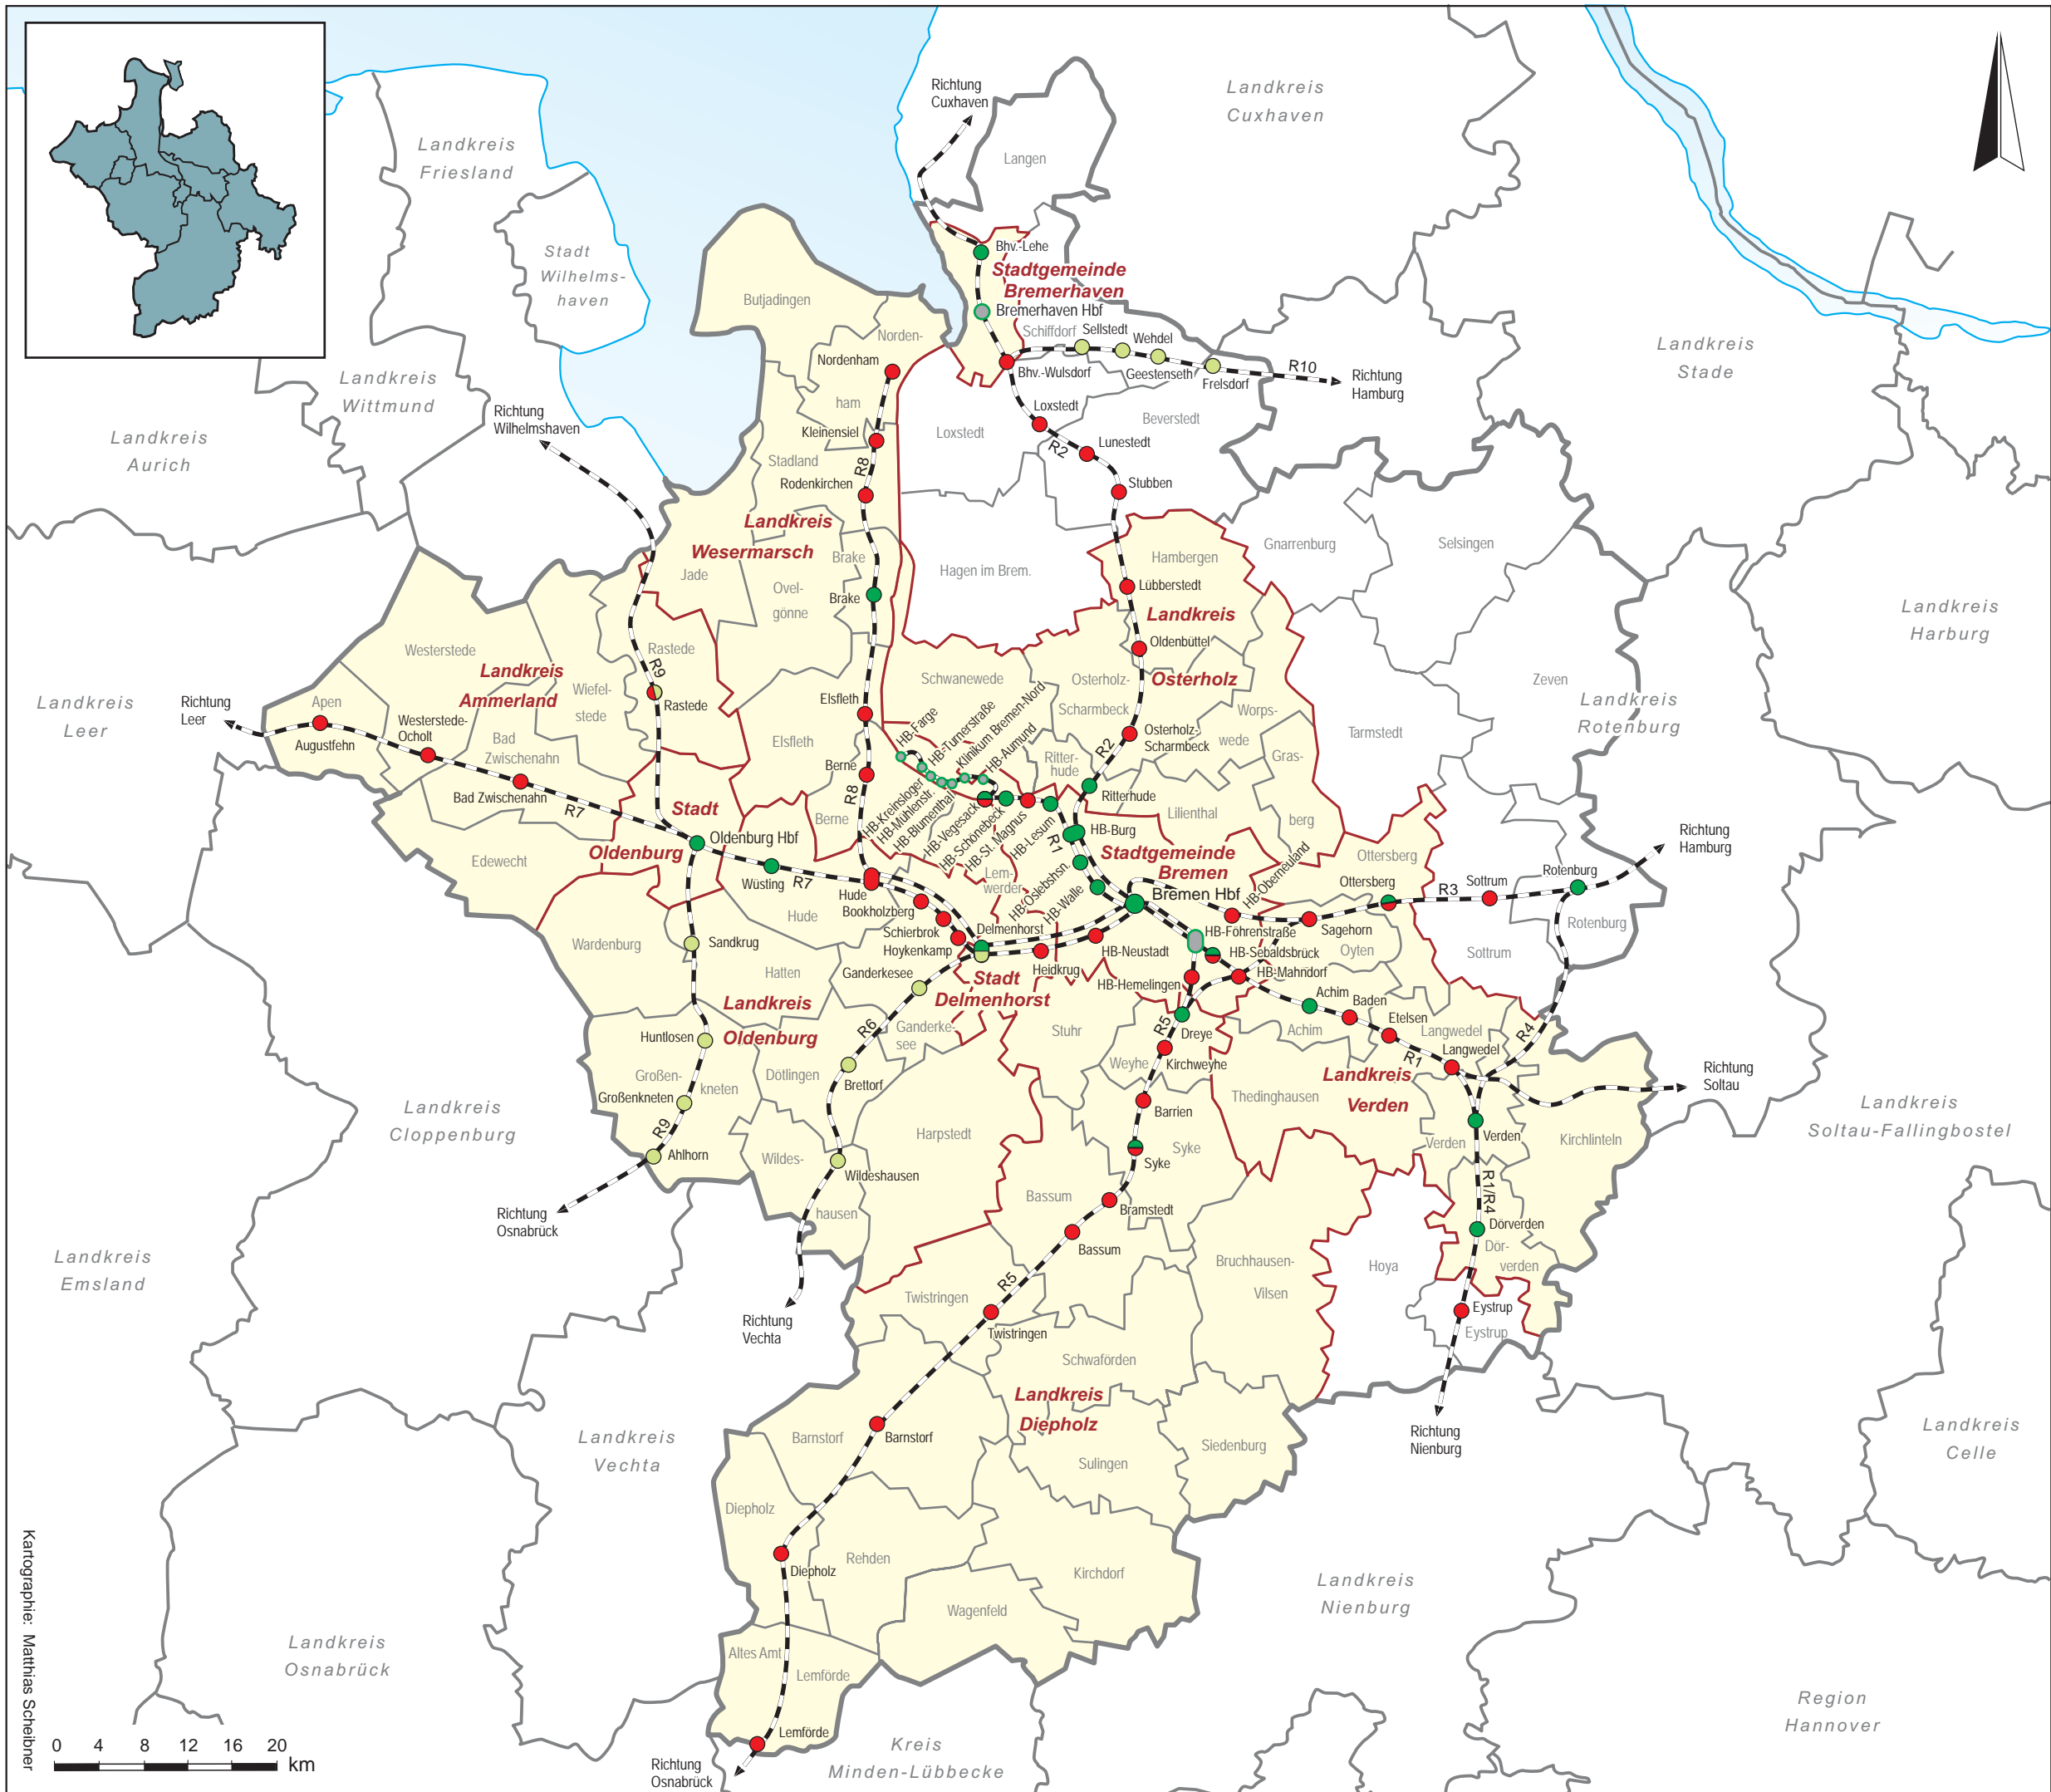 Richtung
Cuxhaven
Landkreis
Cuxhaven
Landkreis
Friesland
Langen
Stadt
Wilhelms-
haven
Bhv.-Lehe
Stadtgemeinde
Bremerhaven
Butjadingen
Bremerhaven Hbf
Norden-
Schiffdorf
Sellstedt
Wehdel
Nordenham
Bhv.-Wulsdorf
Geestenseth
Frelsdorf
R10
Richtung
Hamburg
Landkreis
Stade
Landkreis
Wittmund
Richtung
Wilhelmshaven
ham
Loxstedt
Beverstedt
Landkreis
Aurich
Kleinensiel
Loxstedt
R2
Lunestedt
Stadland
R8
Rodenkirchen
Stubben
Landkreis
Wesermarsch
Gnarrenburg
Selsingen
Hambergen
Jade
Brake
Hagen im Brem.
Ovel-
gönne
Brake
Lübberstedt
Landkreis
Landkreis
Harburg
Oldenbüttel
Westerstede
Landkreis
Ammerland
Rastede
R9
Wiefel-
stede
Rastede
Schwanewede
Osterholz-
Scharmbeck
Osterholz
Zeven
Landkreis
Rotenburg
Landkreis
Leer
Richtung
Leer
Apen
Augustfehn
Westerstede-
Ocholt
Bad
Zwischenahn
Elsfleth
Elsfleth
Worps-
wede
Tarmstedt
HB-Farge
HB-Turnerstraße
Klinikum Bremen-Nord
HB-Aumund
R2
Osterholz-
Scharmbeck
Gras-
berg
Ritter-
hude
Berne
Bad Zwischenahn
R7
Stadt
Oldenburg
R8
Ritterhude
Lilienthal
HB-Kreinsloger
HB-Mühlenstr.
HB-Blumenthal
HB-Vegesack
HB-Schönebeck
HB-St. Magnus
HB-Lesum
R1
Berne
Oldenburg Hbf
HB-Burg
Richtung
Hamburg
Edewecht
Stadtgemeinde
Bremen
Ottersberg
Wüsting
R7
Hude
Lem-
werder
HB-Oslebshsn.
HB-Walle
Bremen Hbf
HB-Oberneuland
Ottersberg
R3
Sottrum
Rotenburg
Hude
Bookholzberg
Schierbrok
Hoykenkamp
Delmenhorst
Rotenburg
Sagehorn
HB-Föhrenstraße
Wardenburg
Sandkrug
HB-Neustadt
HB-Sebaldsbrück
Oyten
Sottrum
Heidkrug
Hatten
Ganderkesee
Stadt
Delmenhorst
HB-Hemelingen
HB-Mahndorf
Landkreis
Oldenburg
R6
Ganderke-
see
Stuhr
R5
Dreye
Achim
Baden
Achim
Etelsen
Langwedel
R4
Huntlosen
Weyhe
Kirchweyhe
R1
Langwedel
Großen-
kneten
Dötlingen
Brettorf
Landkreis
Verden
Richtung
Soltau
Thedinghausen
Großenkneten
Barrien
Landkreis
Cloppenburg
Landkreis
Soltau-Fallingbostel
R9
Harpstedt
Verden
Verden
Kirchlinteln
Ahlhorn
Wildes-
hausen
Wildeshausen
Syke
Syke
R1/R4
Richtung
Osnabrück
Bassum
Bramstedt
Dörverden
Dör-
verden
Bassum
Landkreis
Emsland
Bruchhausen-
Vilsen
Hoya
R5
Twistringen
Eystrup
Eystrup
Richtung
Vechta
Twistringen
Schwaförden
Landkreis
Diepholz
Richtung
Nienburg
Landkreis
Celle
Landkreis
Vechta
Barnstorf
Barnstorf
Siedenburg
Sulingen
Diepholz
Rehden
Diepholz
Kirchdorf
Landkreis
Nienburg
Wagenfeld
Landkreis
Osnabrück
Altes Amt
Lemförde
Region
Hannover
Lemförde
Kreis
Minden-Lübbecke
Richtung
Osnabrück
Kartographie: Matthias Scheibner
0 4 8 12 16 20 km